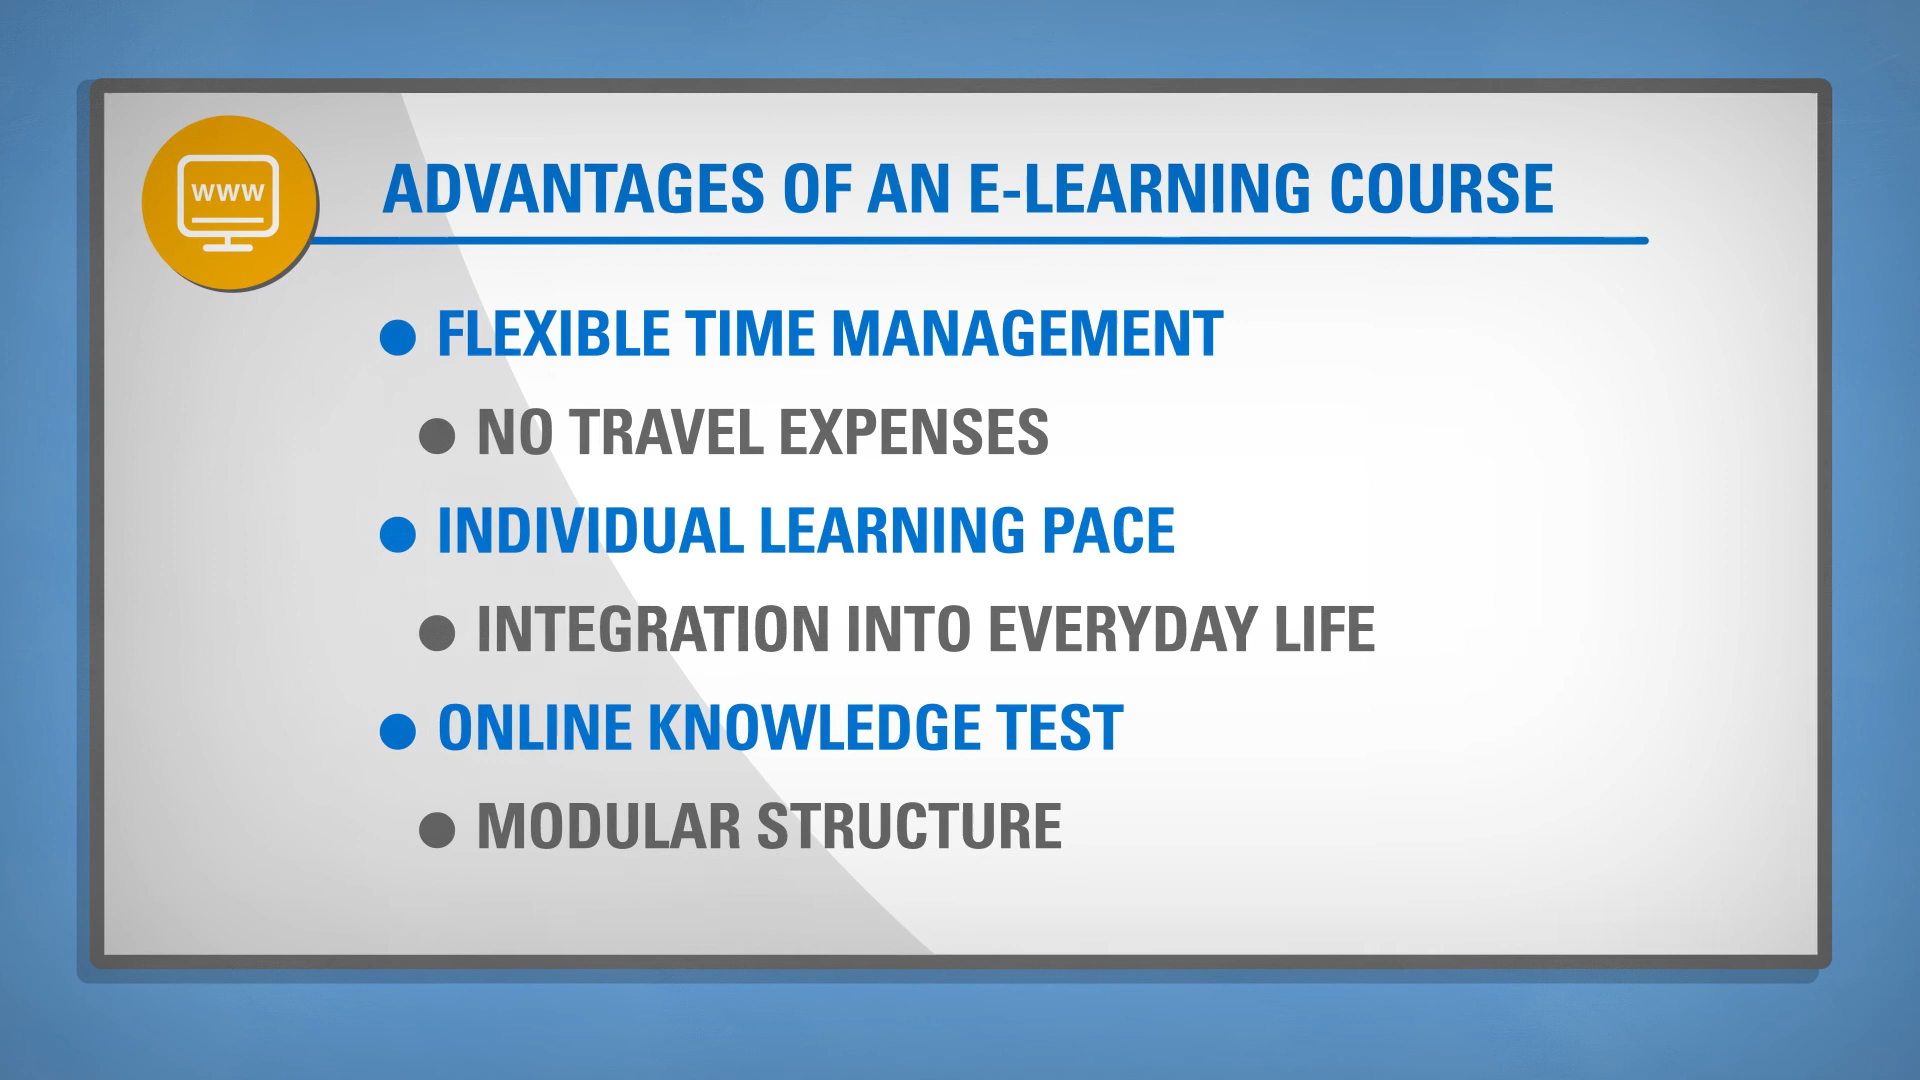 www
ADVANTAGES OF AN E-LEARNING COURSE
● FLEXIBLE TIME MANAGEMENT
● NO TRAVEL EXPENSES
● INDIVIDUAL LEARNING PACE
● INTEGRATION INTO EVERYDAY LIFE
● ONLINE KNOWLEDGE TEST
● MODULAR STRUCTURE